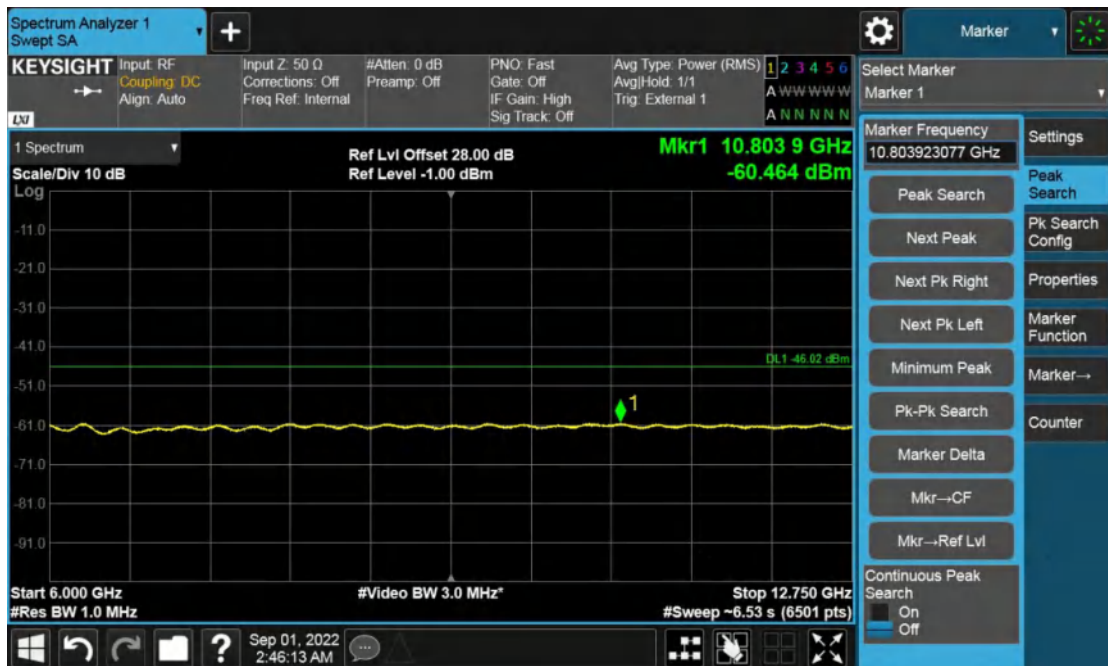 Spectrum Analyzer 1
Swept SA
+
Marker
KEYSIGHT
LXI
Input: RF
Coupling: DC
Align: Auto
Input Z: 50 Ω
Corrections: Off
Freq Ref: Internal
#Atten: 0 dB
Preamp: Off
PNO: Fast
Gate: Off
IF Gain: High
Sig Track: Off
Avg Type: Power (RMS)
Avg|Hold: 1/1
Trig: External 1
1 2 3 4 5 6
A W W W W W
A N N N N N
Select Marker
Marker 1
1 Spectrum
Scale/Div 10 dB
Log
Ref Lvl Offset 28.00 dB
Ref Level -1.00 dBm
Mkr1 10.803 9 GHz
-60.464 dBm
-11.0
-21.0
-31.0
-41.0
DL1 -46.02 dBm
-51.0
1
-61.0
-71.0
-81.0
-91.0
Start 6.000 GHz
#Res BW 1.0 MHz
#Video BW 3.0 MHz*
Stop 12.750 GHz
#Sweep ~6.53 s (6501 pts)
Marker Frequency
10.803923077 GHz
Peak Search
Next Peak
Next Pk Right
Next Pk Left
Minimum Peak
Pk-Pk Search
Marker Delta
Mkr→CF
Mkr→Ref Lvl
Continuous Peak
Search
On
Off
Settings
Peak
Search
Pk Search
Config
Properties
Marker
Function
Marker→
Counter
?
Sep 01, 2022
2:46:13 AM